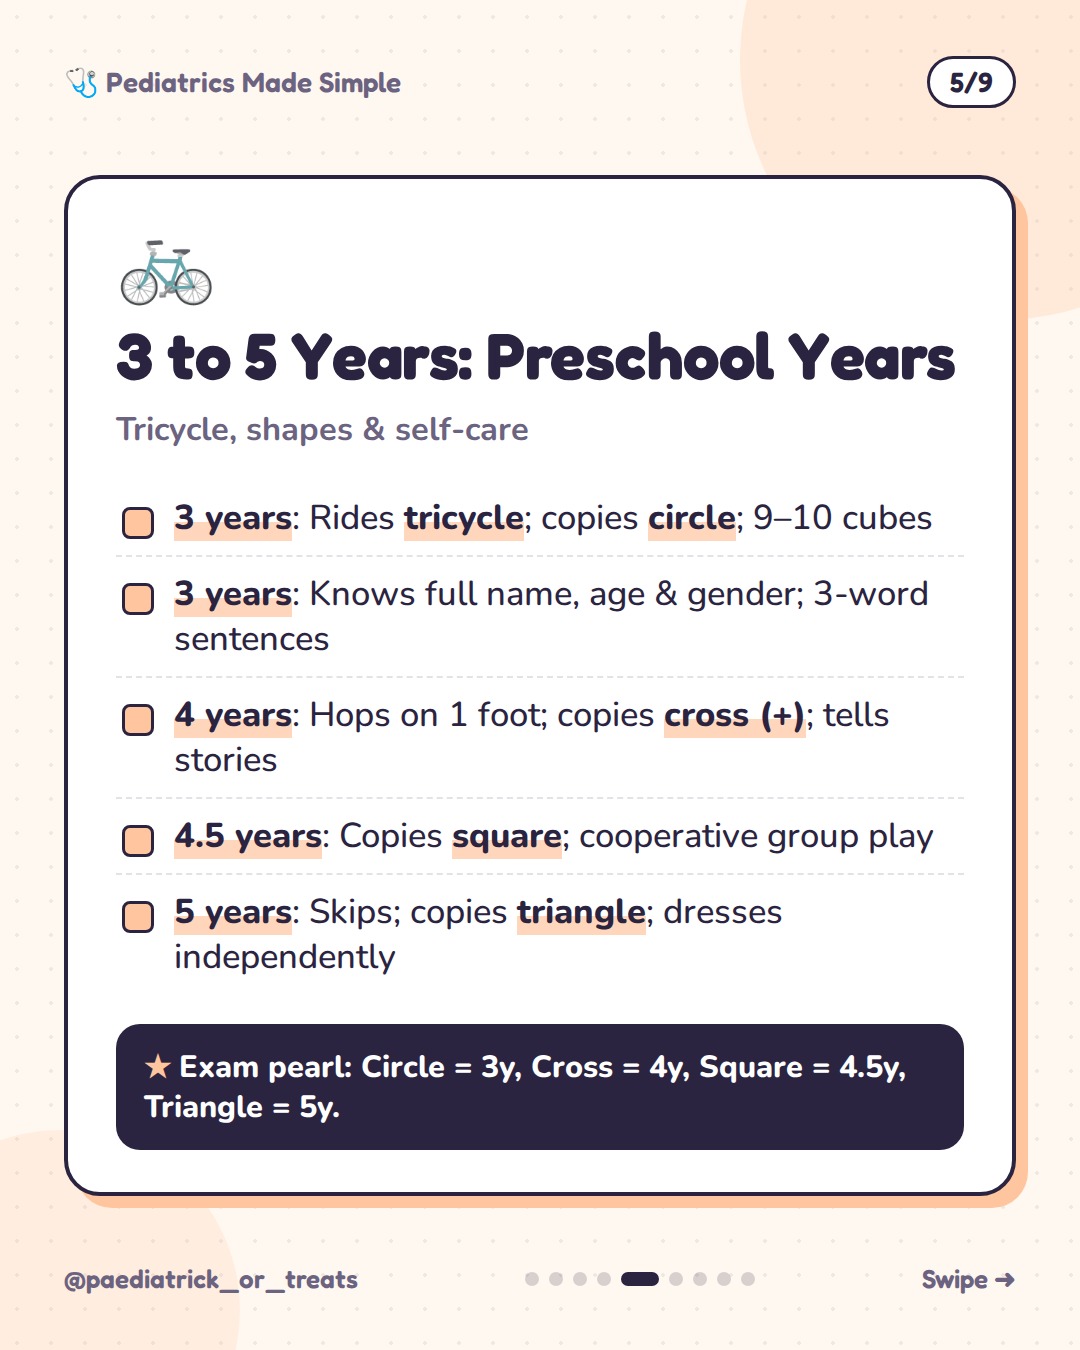 Pediatrics Made Simple
5/9
3 to 5 Years: Preschool Years
Tricycle, shapes & self-care
3 years: Rides tricycle; copies circle; 9–10 cubes
3 years: Knows full name, age & gender; 3-word
sentences
4 years: Hops on 1 foot; copies cross (+); tells
stories
4.5 years: Copies square; cooperative group play
5 years: Skips; copies triangle; dresses
independently
★ Exam pearl: Circle = 3y, Cross = 4y, Square = 4.5y,
Triangle = 5y.
@paediatrick_or_treats
Swipe ➜